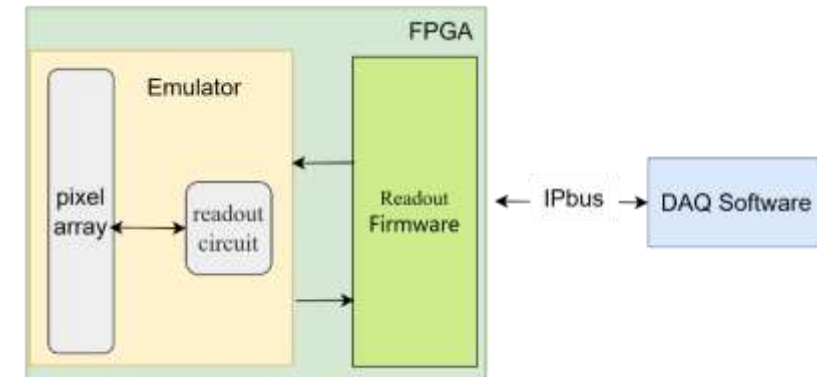 FPGA
Emulator
pixel
array
readout
circuit
Readout
Firmware
IPbus
DAQ Software